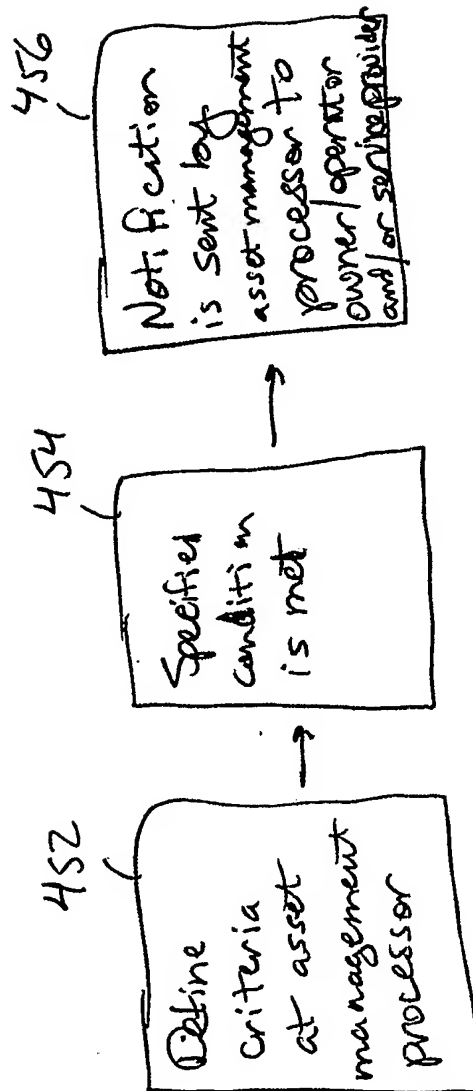 452
Define
criteria
at asset
management
processor
454
Specified
condition
is met
456
Notification
is sent by
asset management
processor to
owner/operator
and/or service provider